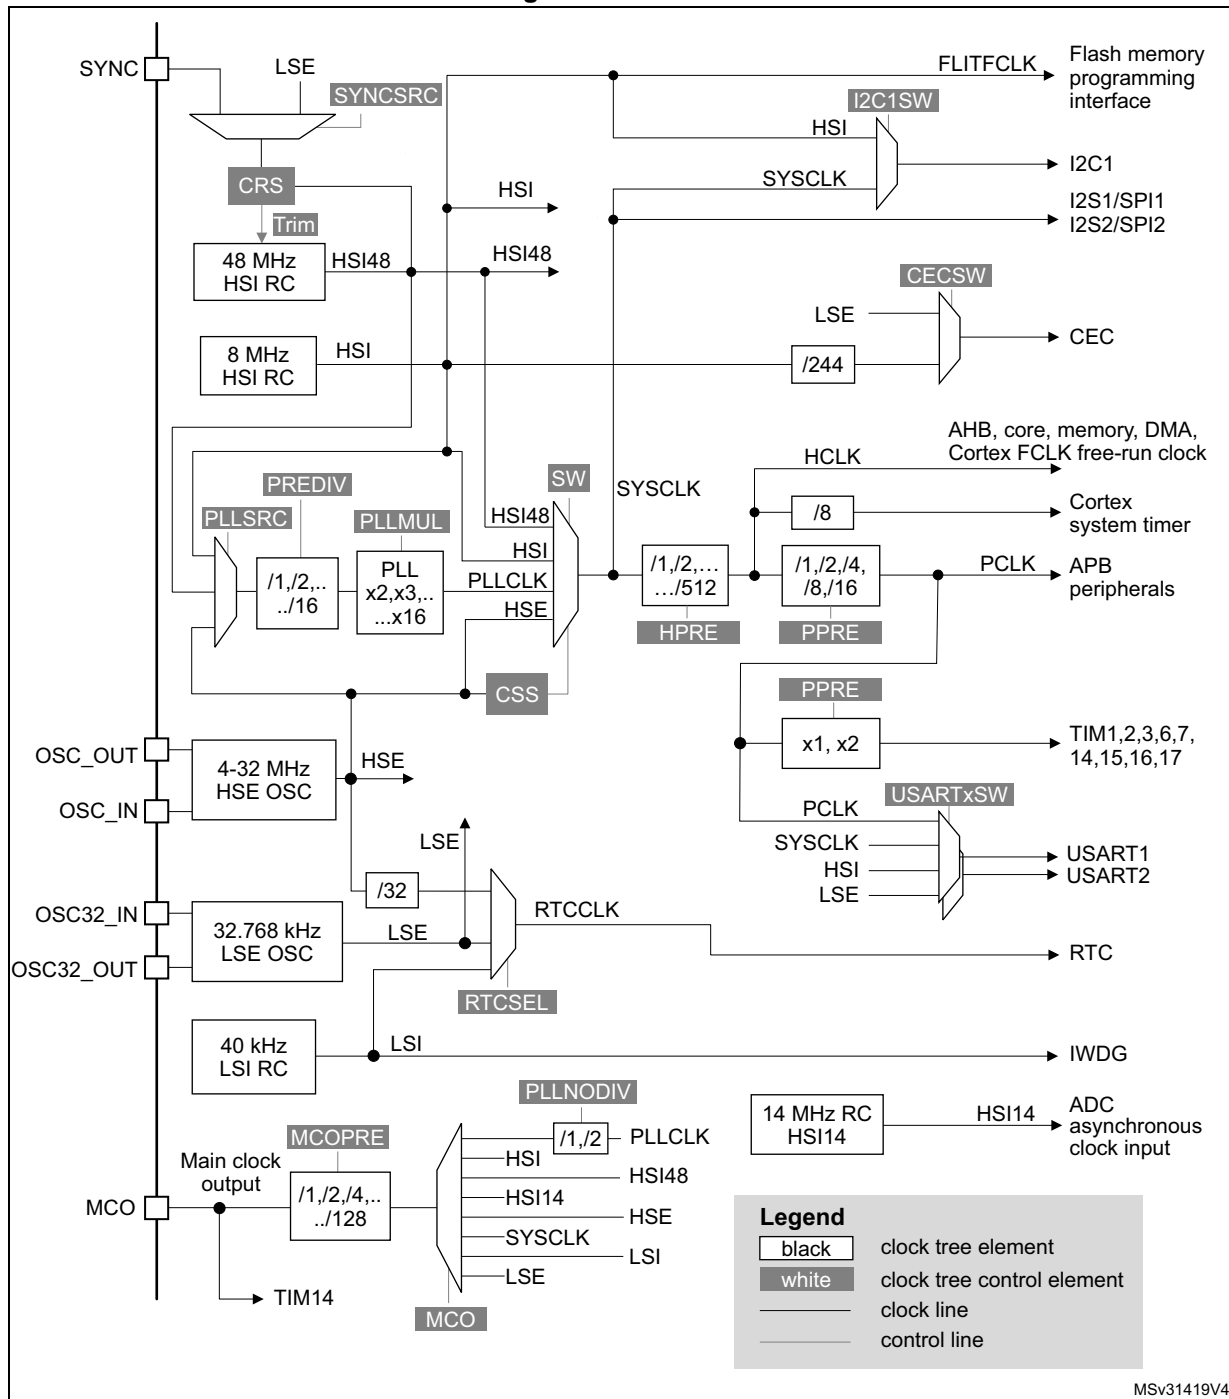 SYNC
LSE
SYNCSRC
CRS
Trim
48 MHz
HSI RC
HSI48
HSI
HSI48
8 MHz
HSI RC
HSI
FLITFCLK
Flash memory
programming
interface
I2C1SW
HSI
SYSCLK
I2C1
I2S1/SPI1
I2S2/SPI2
CECSW
LSE
/244
CEC
PLLSRC
PREDIV
/1,/2,..
../16
PLLMUL
PLL
x2,x3,..
...x16
SW
HSI48
HSI
PLLCLK
HSE
CSS
SYSCLK
/1,/2,…
…/512
HPRE
HCLK
AHB, core, memory, DMA,
Cortex FCLK free-run clock
/8
Cortex
system timer
/1,/2,/4,
/8,/16
PPRE
PCLK
APB
peripherals
PPRE
x1, x2
TIM1,2,3,6,7,
14,15,16,17
USARTxSW
PCLK
SYSCLK
HSI
LSE
USART1
USART2
OSC_OUT
OSC_IN
4-32 MHz
HSE OSC
HSE
LSE
/32
OSC32_IN
OSC32_OUT
32.768 kHz
LSE OSC
LSE
RTCCLK
RTCSEL
RTC
40 kHz
LSI RC
LSI
IWDG
14 MHz RC
HSI14
HSI14
ADC
asynchronous
clock input
PLLNODIV
/1,/2
PLLCLK
HSI
HSI48
HSI14
HSE
SYSCLK
LSI
LSE
MCO
MCOPRE
/1,/2,/4,..
../128
Main clock
output
MCO
TIM14
Legend
black
clock tree element
white
clock tree control element
clock line
control line
MSv31419V4